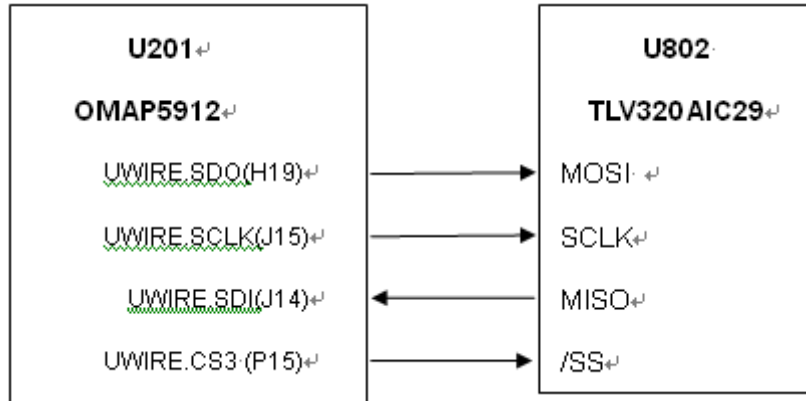 U201
OMAP5912
UWIRE.SDO(H19)
UWIRE.SCLK(J15)
UWIRE.SDI(J14)
UWIRE.CS3 (P15)
U802
TLV320AIC29
MOSI
SCLK
MISO
/SS